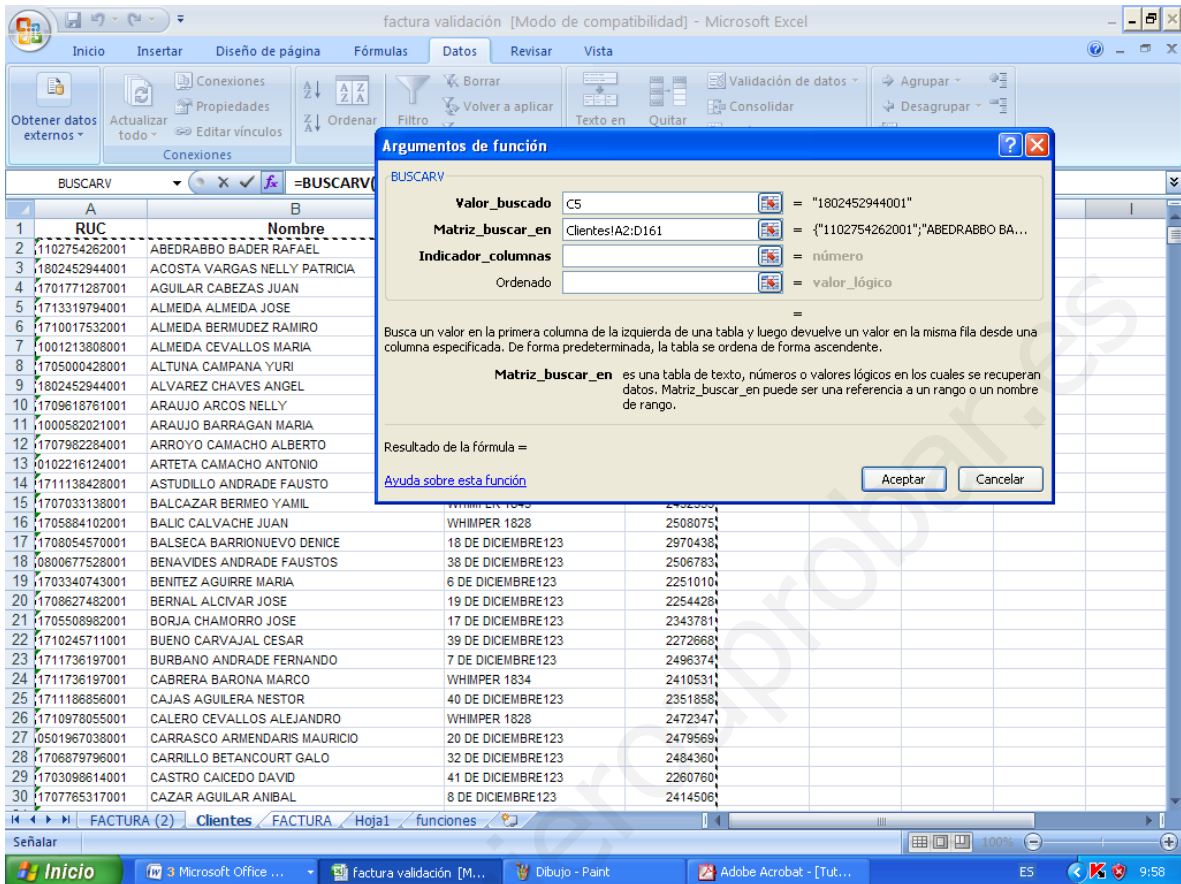 factura validación [Modo de compatibilidad] - Microsoft Excel
Inicio Insertar Diseño de página Fórmulas Datos Revisar Vista
Obtener datos externos
Actualizar todo
Conexiones
Propiedades
Editar vínculos
Conexiones
Ordenar
Filtro
Borrar
Volver a aplicar
Texto en
Quitar
Validación de datos
Consolidar
Agrupar
Desagrupar
BUSCARV =BUSCARV(
Argumentos de función
BUSCARV
Valor_buscado C5 = "1802452944001"
Matriz_buscar_en Clientes!A2:D161 = {"1102754262001";"ABEDRABBO BA...
Indicador_columnas = número
Ordenado = valor_lógico
=
Busca un valor en la primera columna de la izquierda de una tabla y luego devuelve un valor en la misma fila desde una
columna especificada. De forma predeterminada, la tabla se ordena de forma ascendente.
Matriz_buscar_en es una tabla de texto, números o valores lógicos en los cuales se recuperan
datos. Matriz_buscar_en puede ser una referencia a un rango o un nombre
de rango.
Resultado de la fórmula =
Ayuda sobre esta función
Aceptar Cancelar
A B I
1 RUC Nombre
2 1102754262001 ABEDRABBO BADER RAFAEL
3 1802452944001 ACOSTA VARGAS NELLY PATRICIA
4 1701771287001 AGUILAR CABEZAS JUAN
5 1713319794001 ALMEIDA ALMEIDA JOSE
6 1710017532001 ALMEIDA BERMUDEZ RAMIRO
7 1001213808001 ALMEIDA CEVALLOS MARIA
8 1705000428001 ALTUNA CAMPANA YURI
9 1802452944001 ALVAREZ CHAVES ANGEL
10 1709618761001 ARAUJO ARCOS NELLY
11 1000582021001 ARAUJO BARRAGAN MARIA
12 1707982284001 ARROYO CAMACHO ALBERTO
13 0102216124001 ARTETA CAMACHO ANTONIO
14 1711138428001 ASTUDILLO ANDRADE FAUSTO
15 1707033138001 BALCAZAR BERMEO YAMIL
16 1705884102001 BALIC CALVACHE JUAN WHIMPER 1828 2508075
17 1708054570001 BALSECA BARRIONUEVO DENICE 18 DE DICIEMBRE123 2970438
18 0800677528001 BENAVIDES ANDRADE FAUSTOS 38 DE DICIEMBRE123 2506783
19 1703340743001 BENITEZ AGUIRRE MARIA 6 DE DICIEMBRE123 2251010
20 1708627482001 BERNAL ALCIVAR JOSE 19 DE DICIEMBRE123 2254428
21 1705508982001 BORJA CHAMORRO JOSE 17 DE DICIEMBRE123 2343781
22 1710245711001 BUENO CARVAJAL CESAR 39 DE DICIEMBRE123 2272668
23 1711736197001 BURBANO ANDRADE FERNANDO 7 DE DICIEMBRE123 2496374
24 1711736197001 CABRERA BARONA MARCO WHIMPER 1834 2410531
25 1711186856001 CAJAS AGUILERA NESTOR 40 DE DICIEMBRE123 2351858
26 1710978055001 CALERO CEVALLOS ALEJANDRO WHIMPER 1828 2472347
27 0501967038001 CARRASCO ARMENDARIS MAURICIO 20 DE DICIEMBRE123 2479569
28 1706879796001 CARRILLO BETANCOURT GALO 32 DE DICIEMBRE123 2484360
29 1703098614001 CASTRO CAICEDO DAVID 41 DE DICIEMBRE123 2260760
30 1707765317001 CAZAR AGUILAR ANIBAL 8 DE DICIEMBRE123 2414506
FACTURA (2) Clientes FACTURA Hoja1 funciones
Señalar 100%
Inicio 3 Microsoft Office ... factura validación [M... Dibujo - Paint Adobe Acrobat - [Tut... ES 9:58